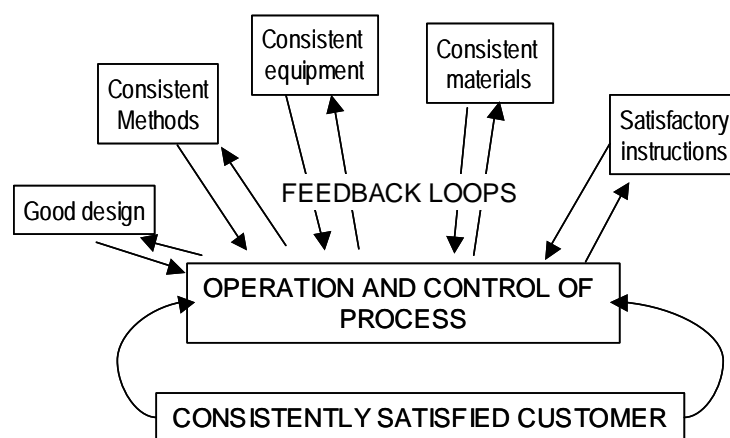 Consistent
equipment
Consistent
materials
Consistent
Methods
Satisfactory
instructions
Good design
FEEDBACK LOOPS
OPERATION AND CONTROL OF
PROCESS
CONSISTENTLY SATISFIED CUSTOMER